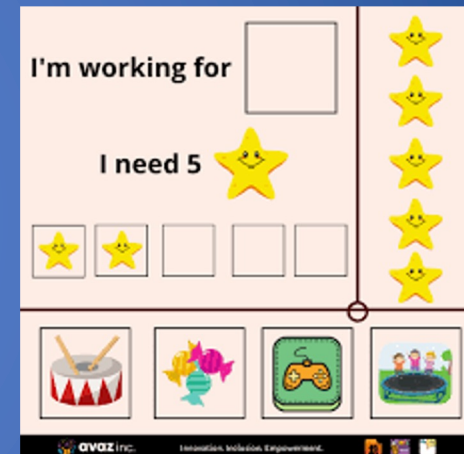 I'm working for
I need 5
avaz inc.
Innovation. Inclusion. Empowerment.